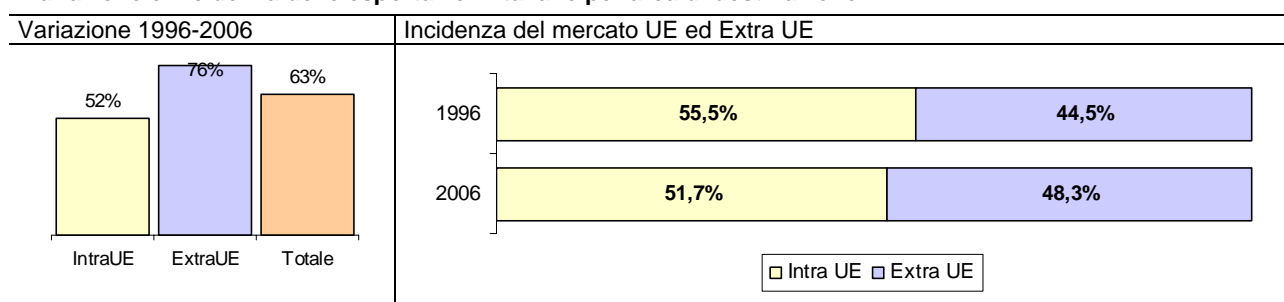 Variazione 1996-2006
Incidenza del mercato UE ed Extra UE
52%
76%
63%
IntraUE
ExtraUE
Totale
1996
55,5%
44,5%
2006
51,7%
48,3%
Intra UE
Extra UE